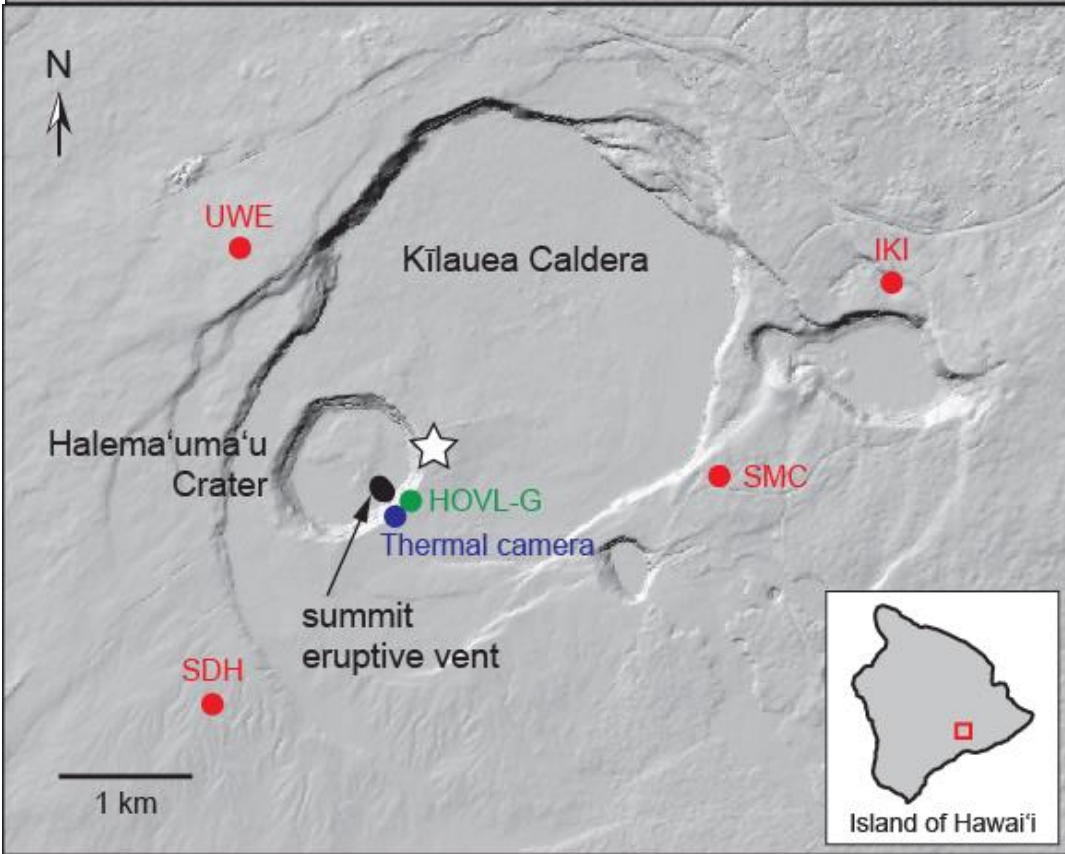 N
UWE
Kīlauea Caldera
IKI
Halema‘uma‘u
Crater
SMC
HOVL-G
Thermal camera
summit
eruptive vent
SDH
1 km
Island of Hawai‘i